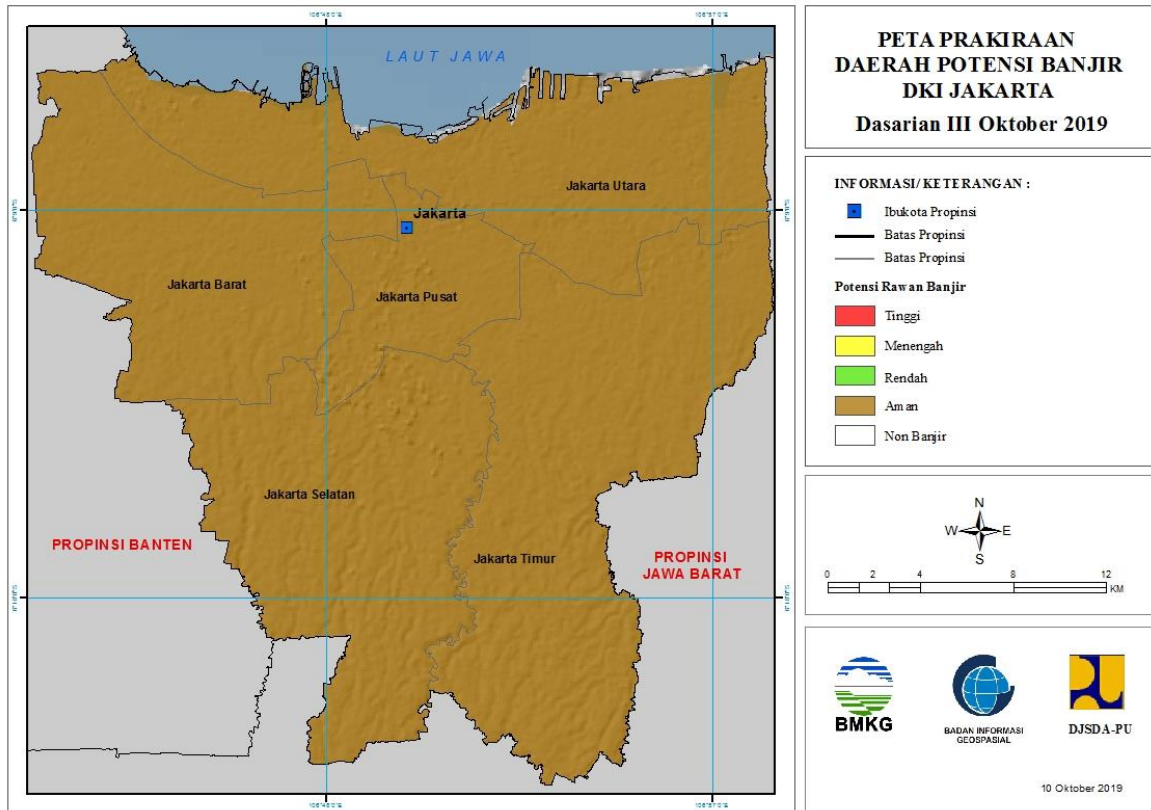 PETA PRAKIRAAN
DAERAH POTENSI BANJIR
DKI JAKARTA
Dasarian III Oktober 2019
LAUT JAWA
Jakarta Utara
Jakarta
Jakarta Barat
Jakarta Pusat
Jakarta Selatan
Jakarta Timur
PROPINSI BANTEN
PROPINSI
JAWA BARAT
INFORMASI/KETERANGAN :
Ibukota Propinsi
Batas Propinsi
Batas Propinsi
Potensi Rawan Banjir
Tinggi
Menengah
Rendah
Aman
Non Banjir
N
W E
S
0 2 4 8 12
KM
BMKG
BADAN INFORMASI
GEOSPASIAL
DJSDA-PU
10 Oktober 2019